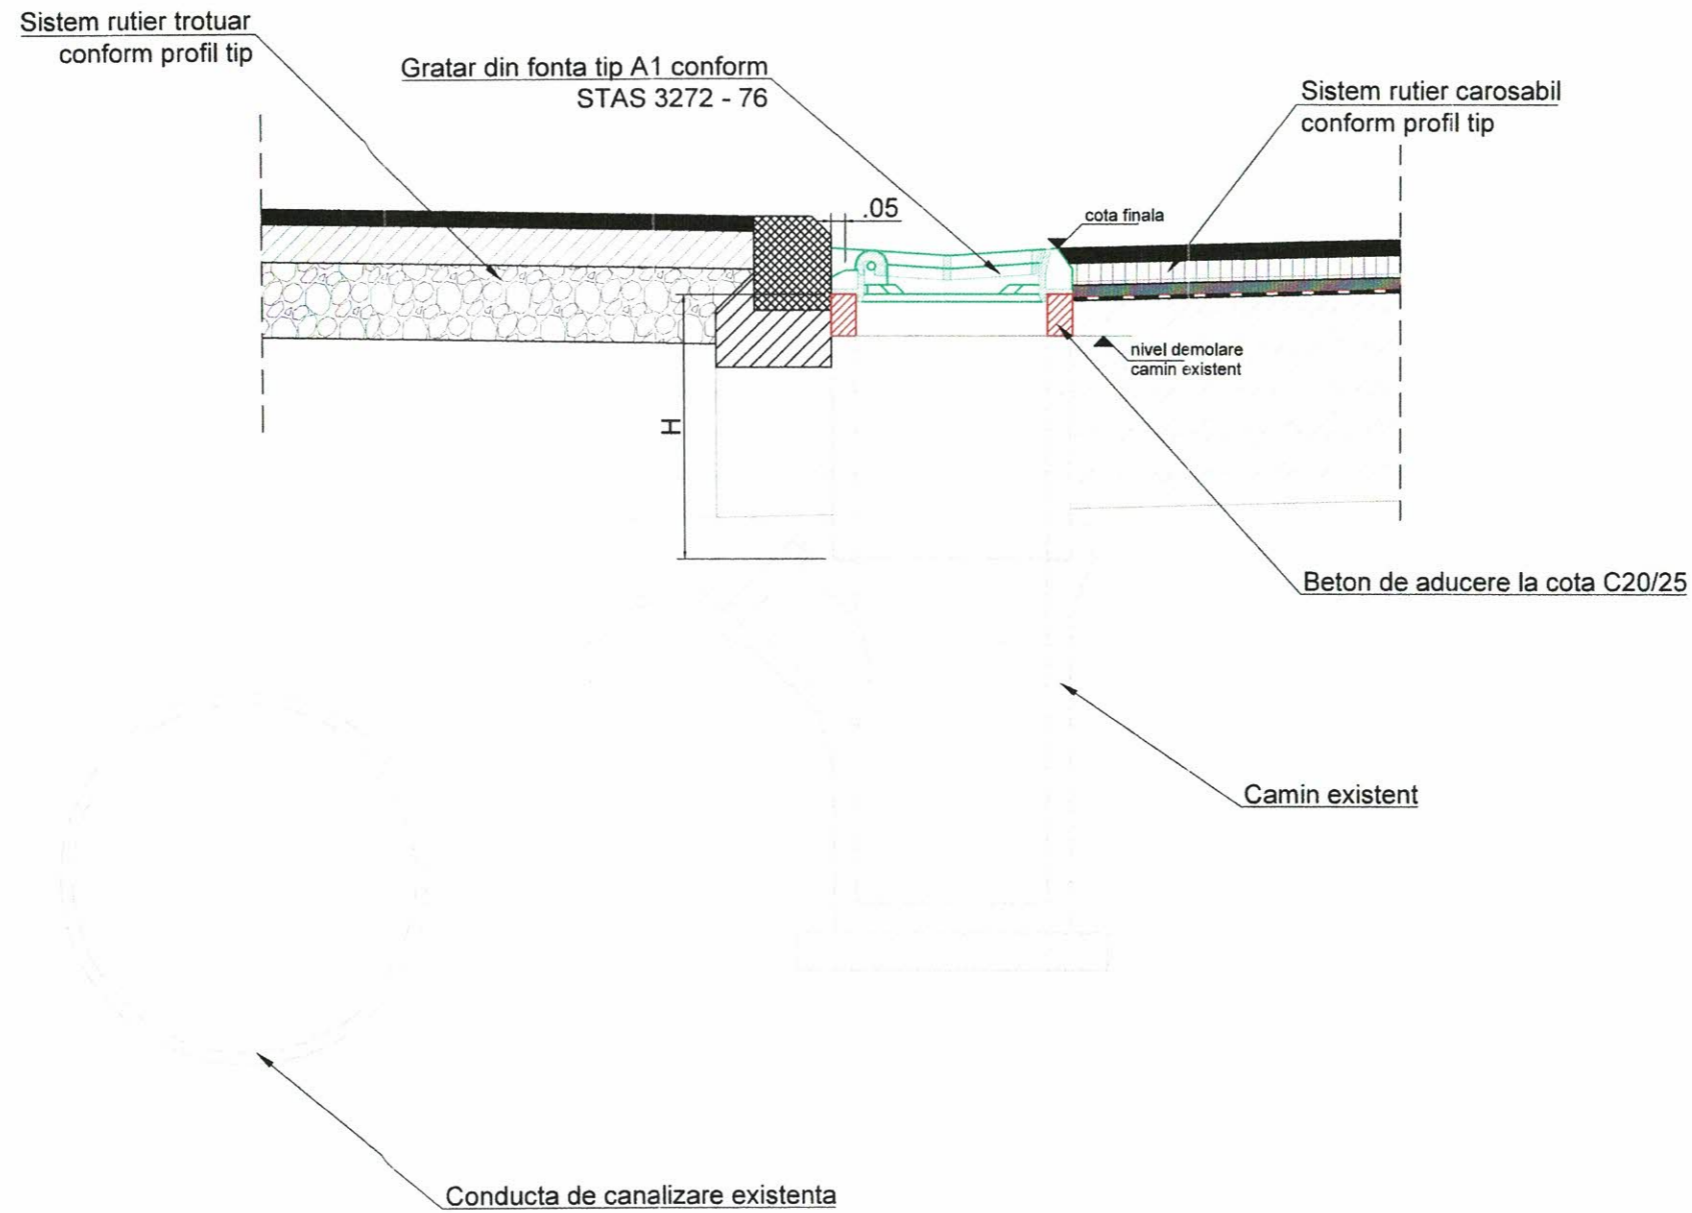 Sistem rutier trotuar
conform profil tip
Gratar din fonta tip A1 conform
STAS 3272 - 76
Sistem rutier carosabil
conform profil tip
.05
cota finala
nivel demolare
camin existent
H
Beton de aducere la cota C20/25
Camin existent
Conducta de canalizare existenta